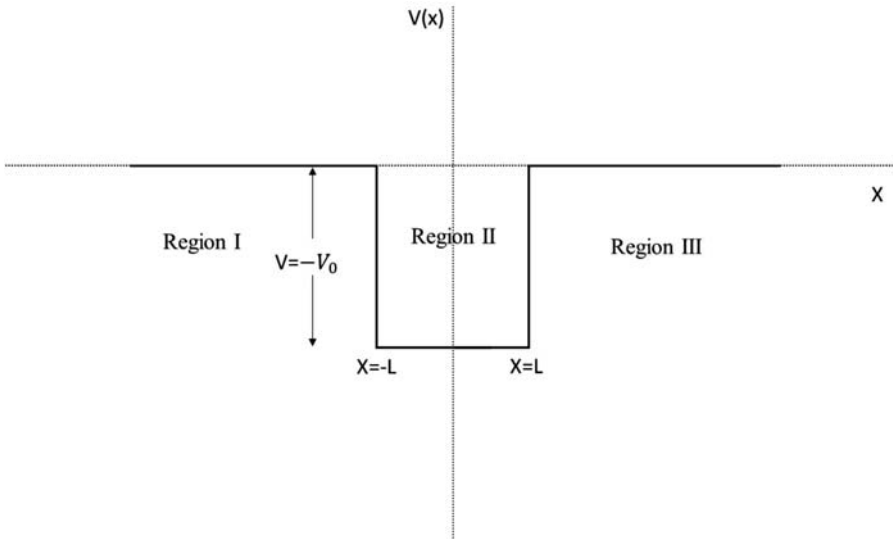 V(x)
X
Region I
Region II
Region III
V=−V₀
X=-L
X=L